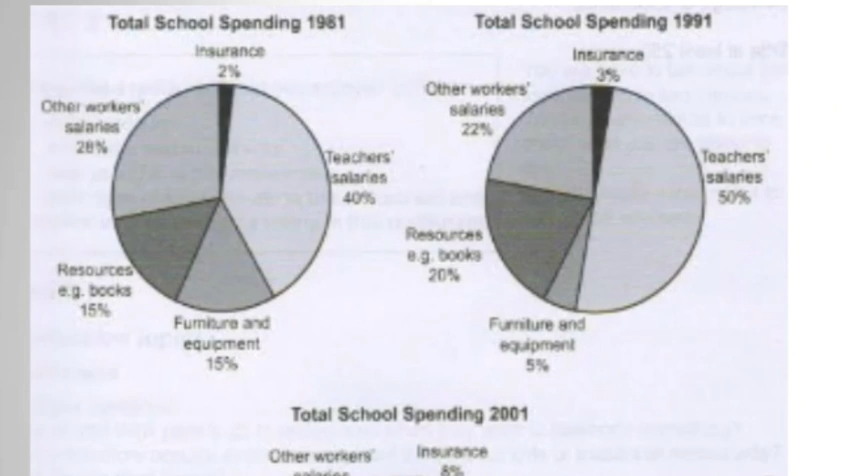 Total School Spending 1981
Insurance
2%
Other workers'
salaries
28%
Teachers'
salaries
40%
Resources
e.g. books
15%
Furniture and
equipment
15%
Total School Spending 1991
Insurance
3%
Other workers'
salaries
22%
Teachers'
salaries
50%
Resources
e.g. books
20%
Furniture and
equipment
5%
Total School Spending 2001
Other workers'
salaries
Insurance
8%